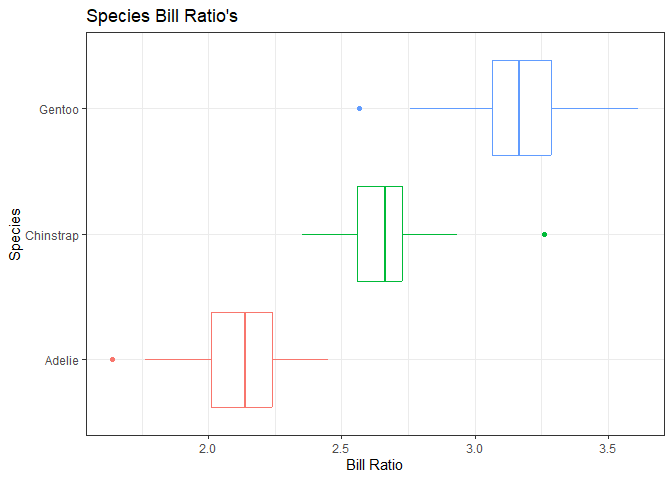 Species Bill Ratio's
Gentoo
Chinstrap
Adelie
Species
2.0 2.5 3.0 3.5
Bill Ratio